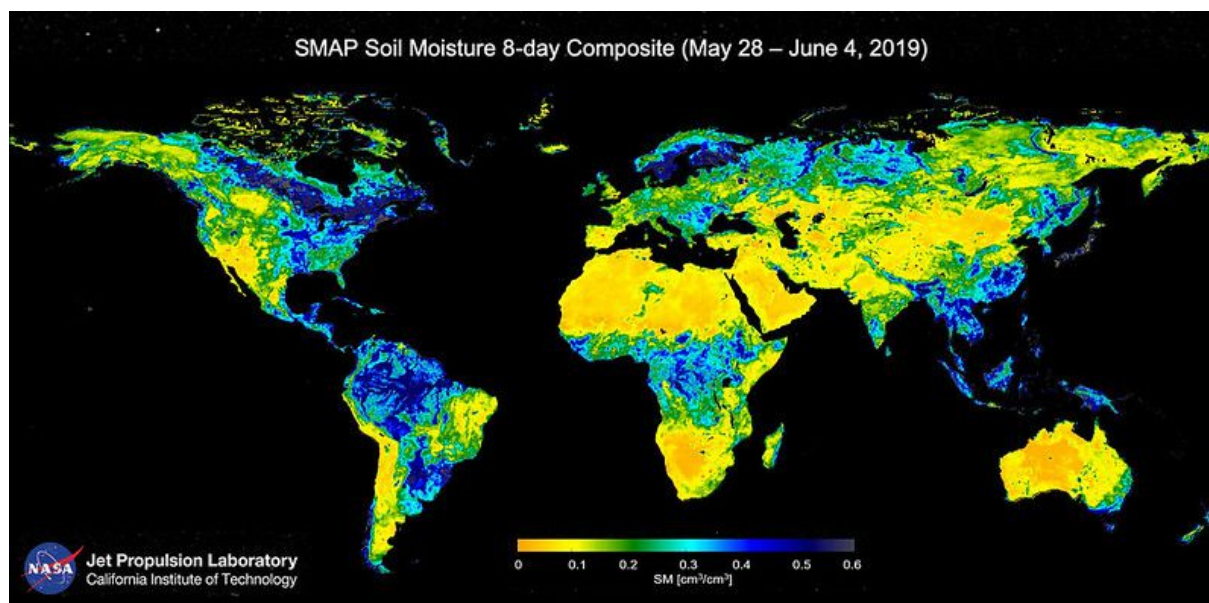 SMAP Soil Moisture 8-day Composite (May 28 – June 4, 2019)
NASA
Jet Propulsion Laboratory
California Institute of Technology
0 0.1 0.2 0.3 0.4 0.5 0.6
SM [cm³/cm³]